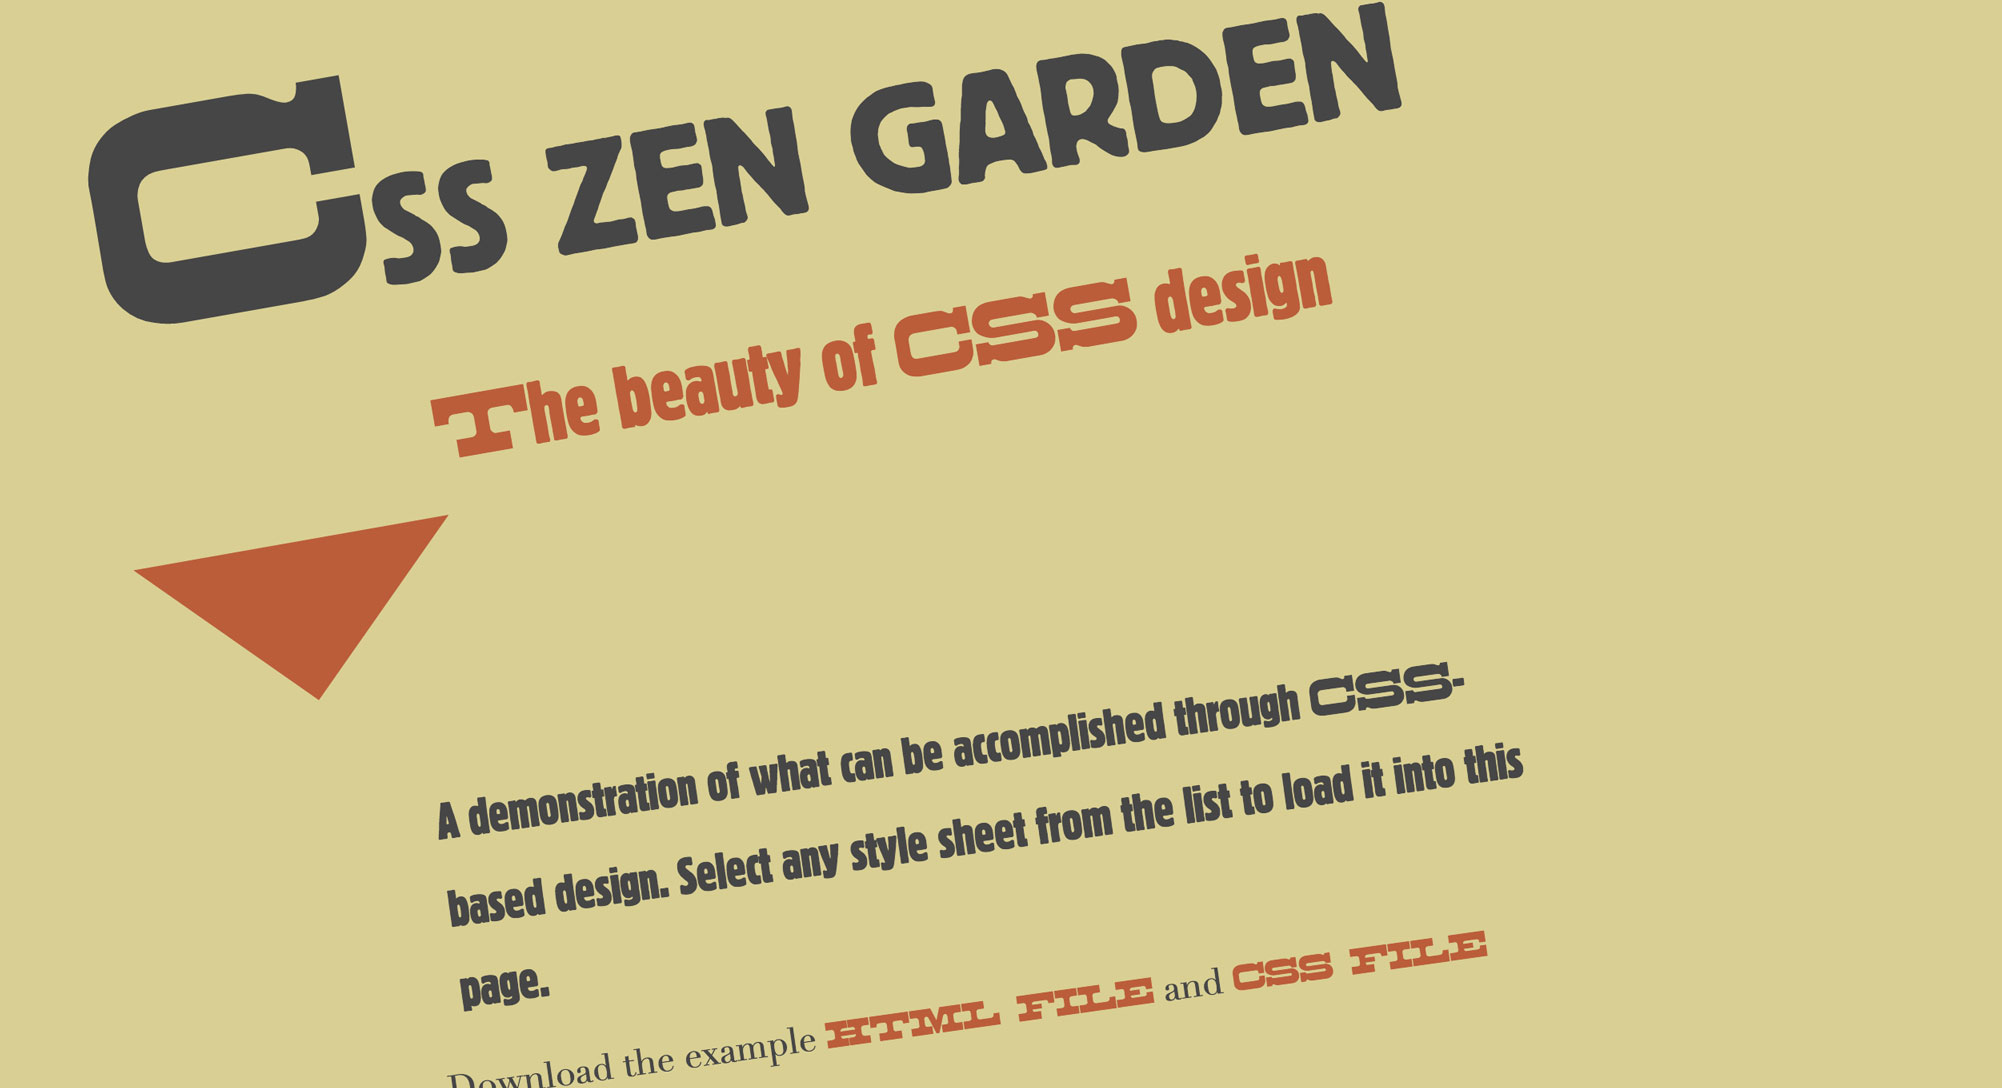 Css ZEN GARDEN
The beauty of CSS design
A demonstration of what can be accomplished through CSS-
based design. Select any style sheet from the list to load it into this
page.
Download the example HTML FILE and CSS FILE